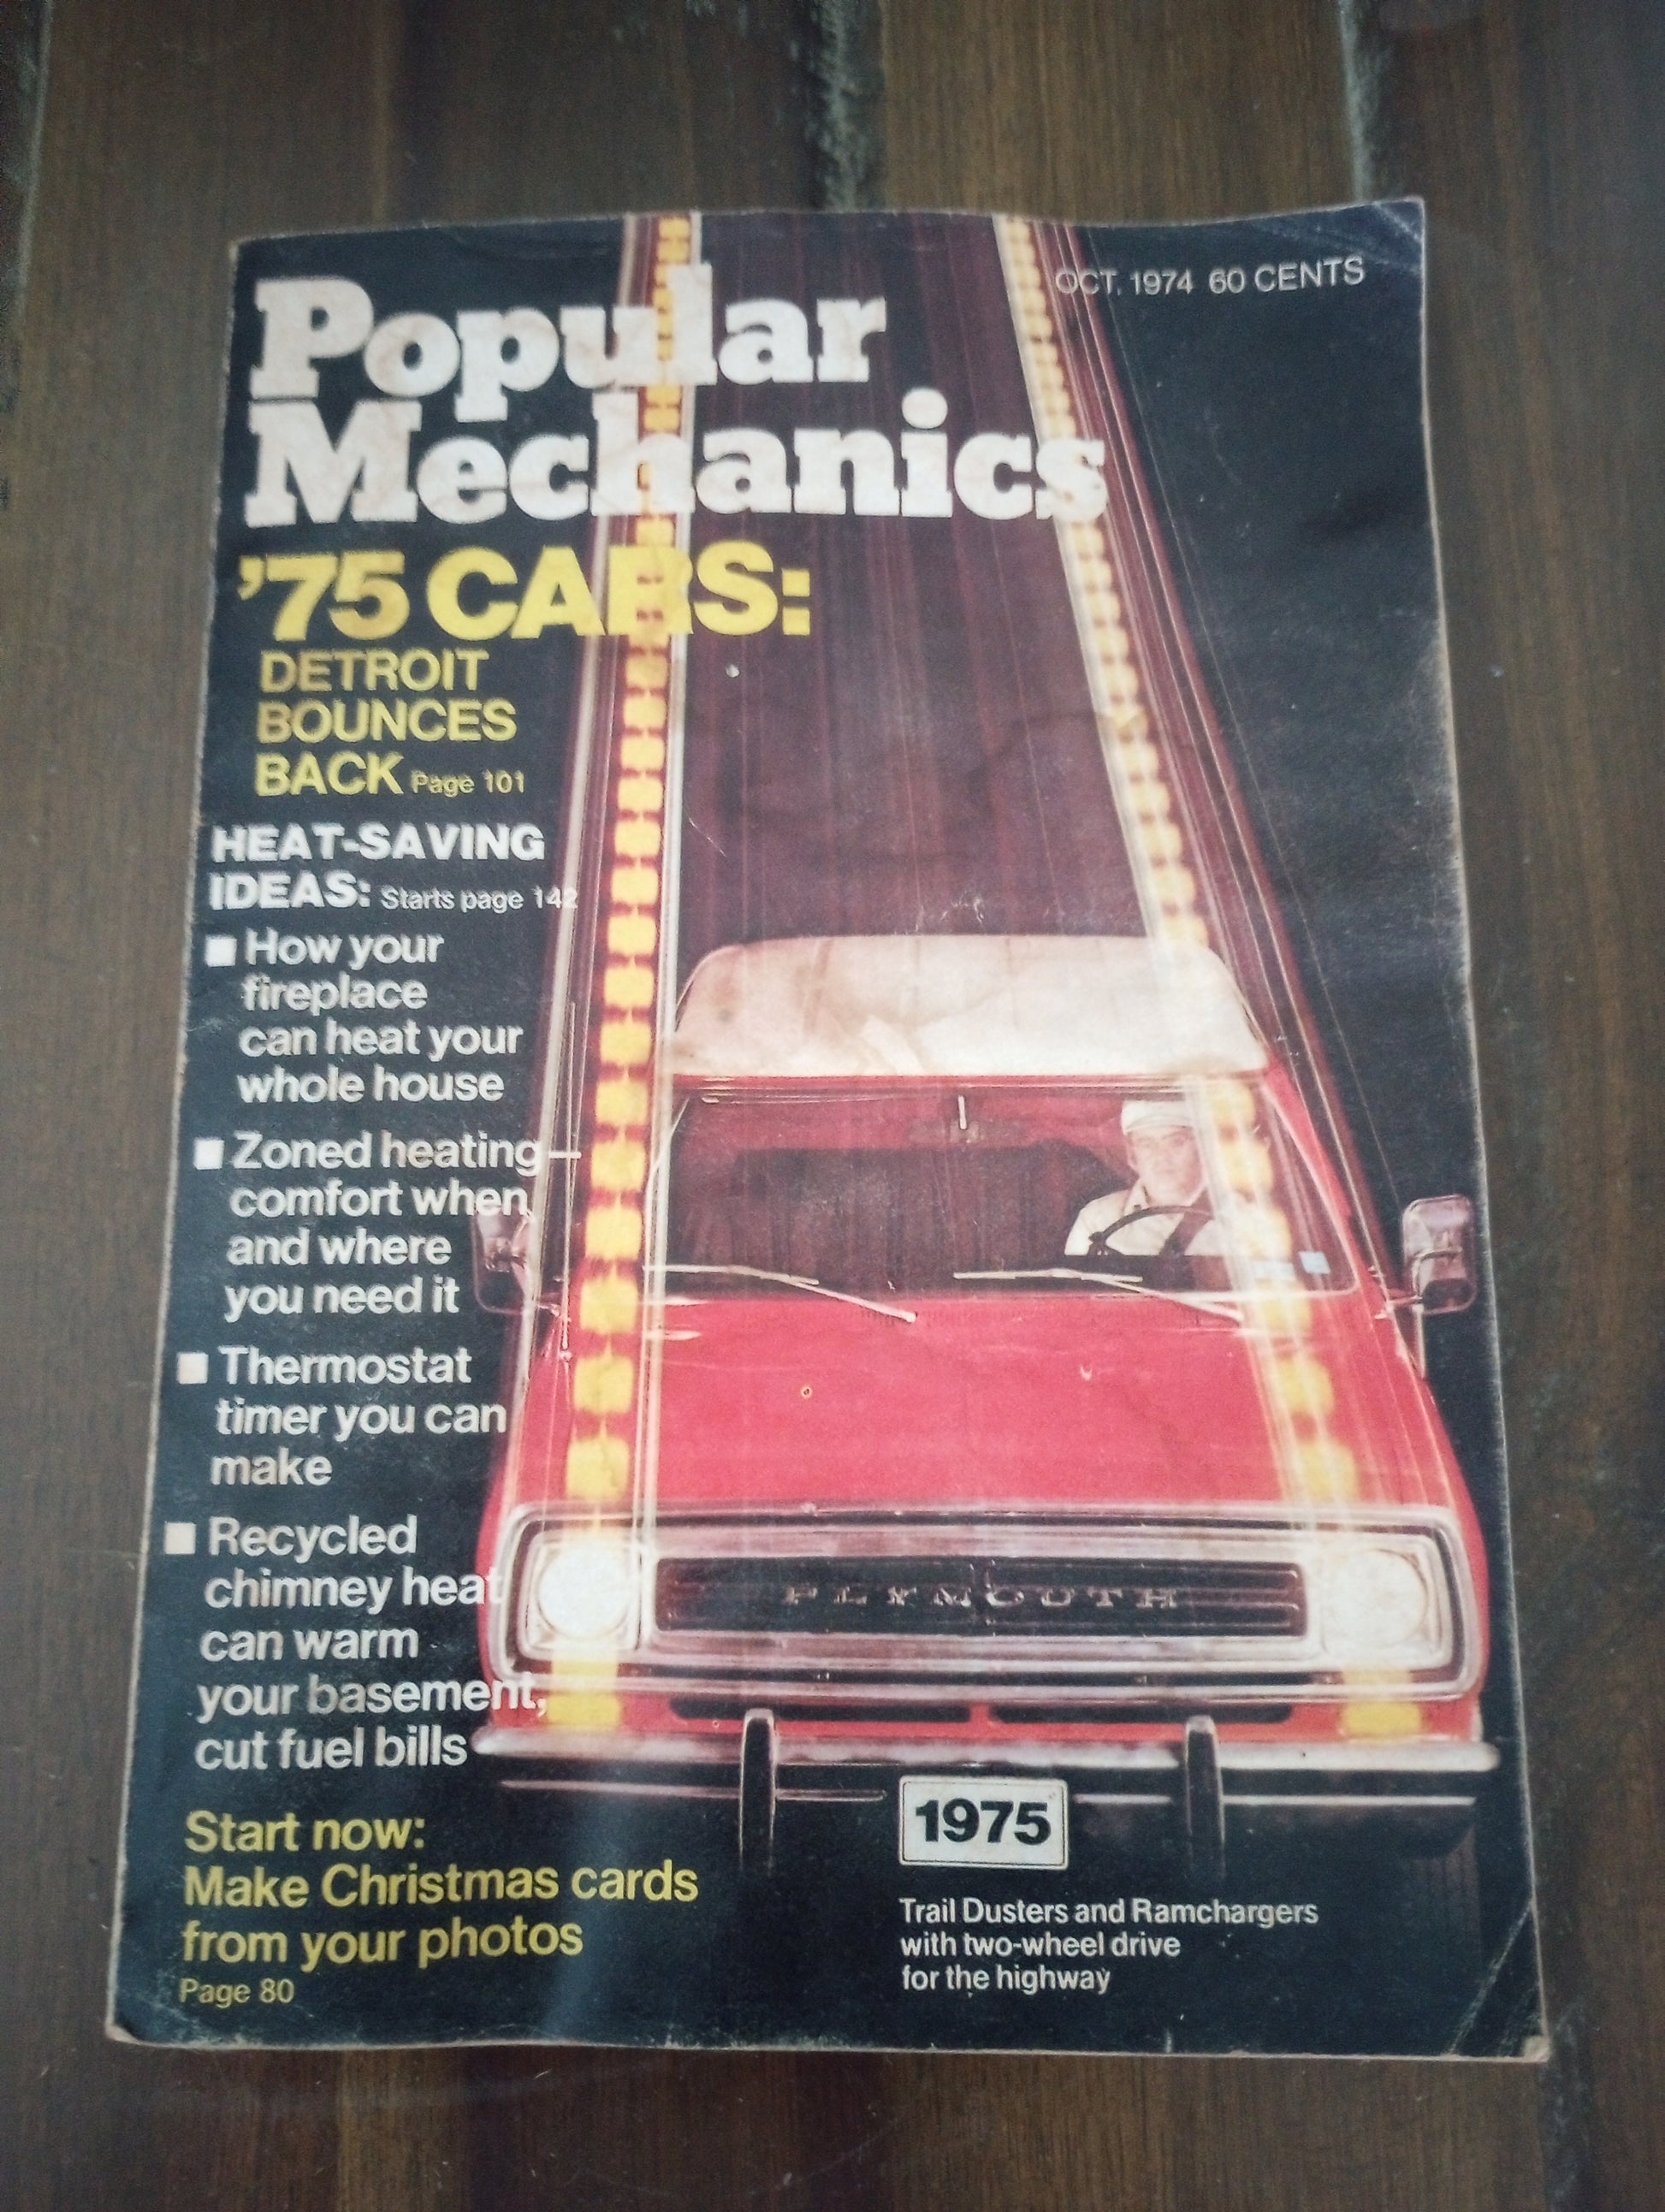 OCT. 1974 60 CENTS
Popular
Mechanics
'75 CARS:
DETROIT
BOUNCES
BACK Page 101
HEAT-SAVING
IDEAS: Starts page 142
■ How your
fireplace
can heat your
whole house
■ Zoned heating
comfort when
and where
you need it
■ Thermostat
timer you can
make
■ Recycled
chimney heat
can warm
your basement,
cut fuel bills
Start now:
Make Christmas cards
from your photos
Page 80
PLYMOUTH
1975
Trail Dusters and Ramchargers
with two-wheel drive
for the highway